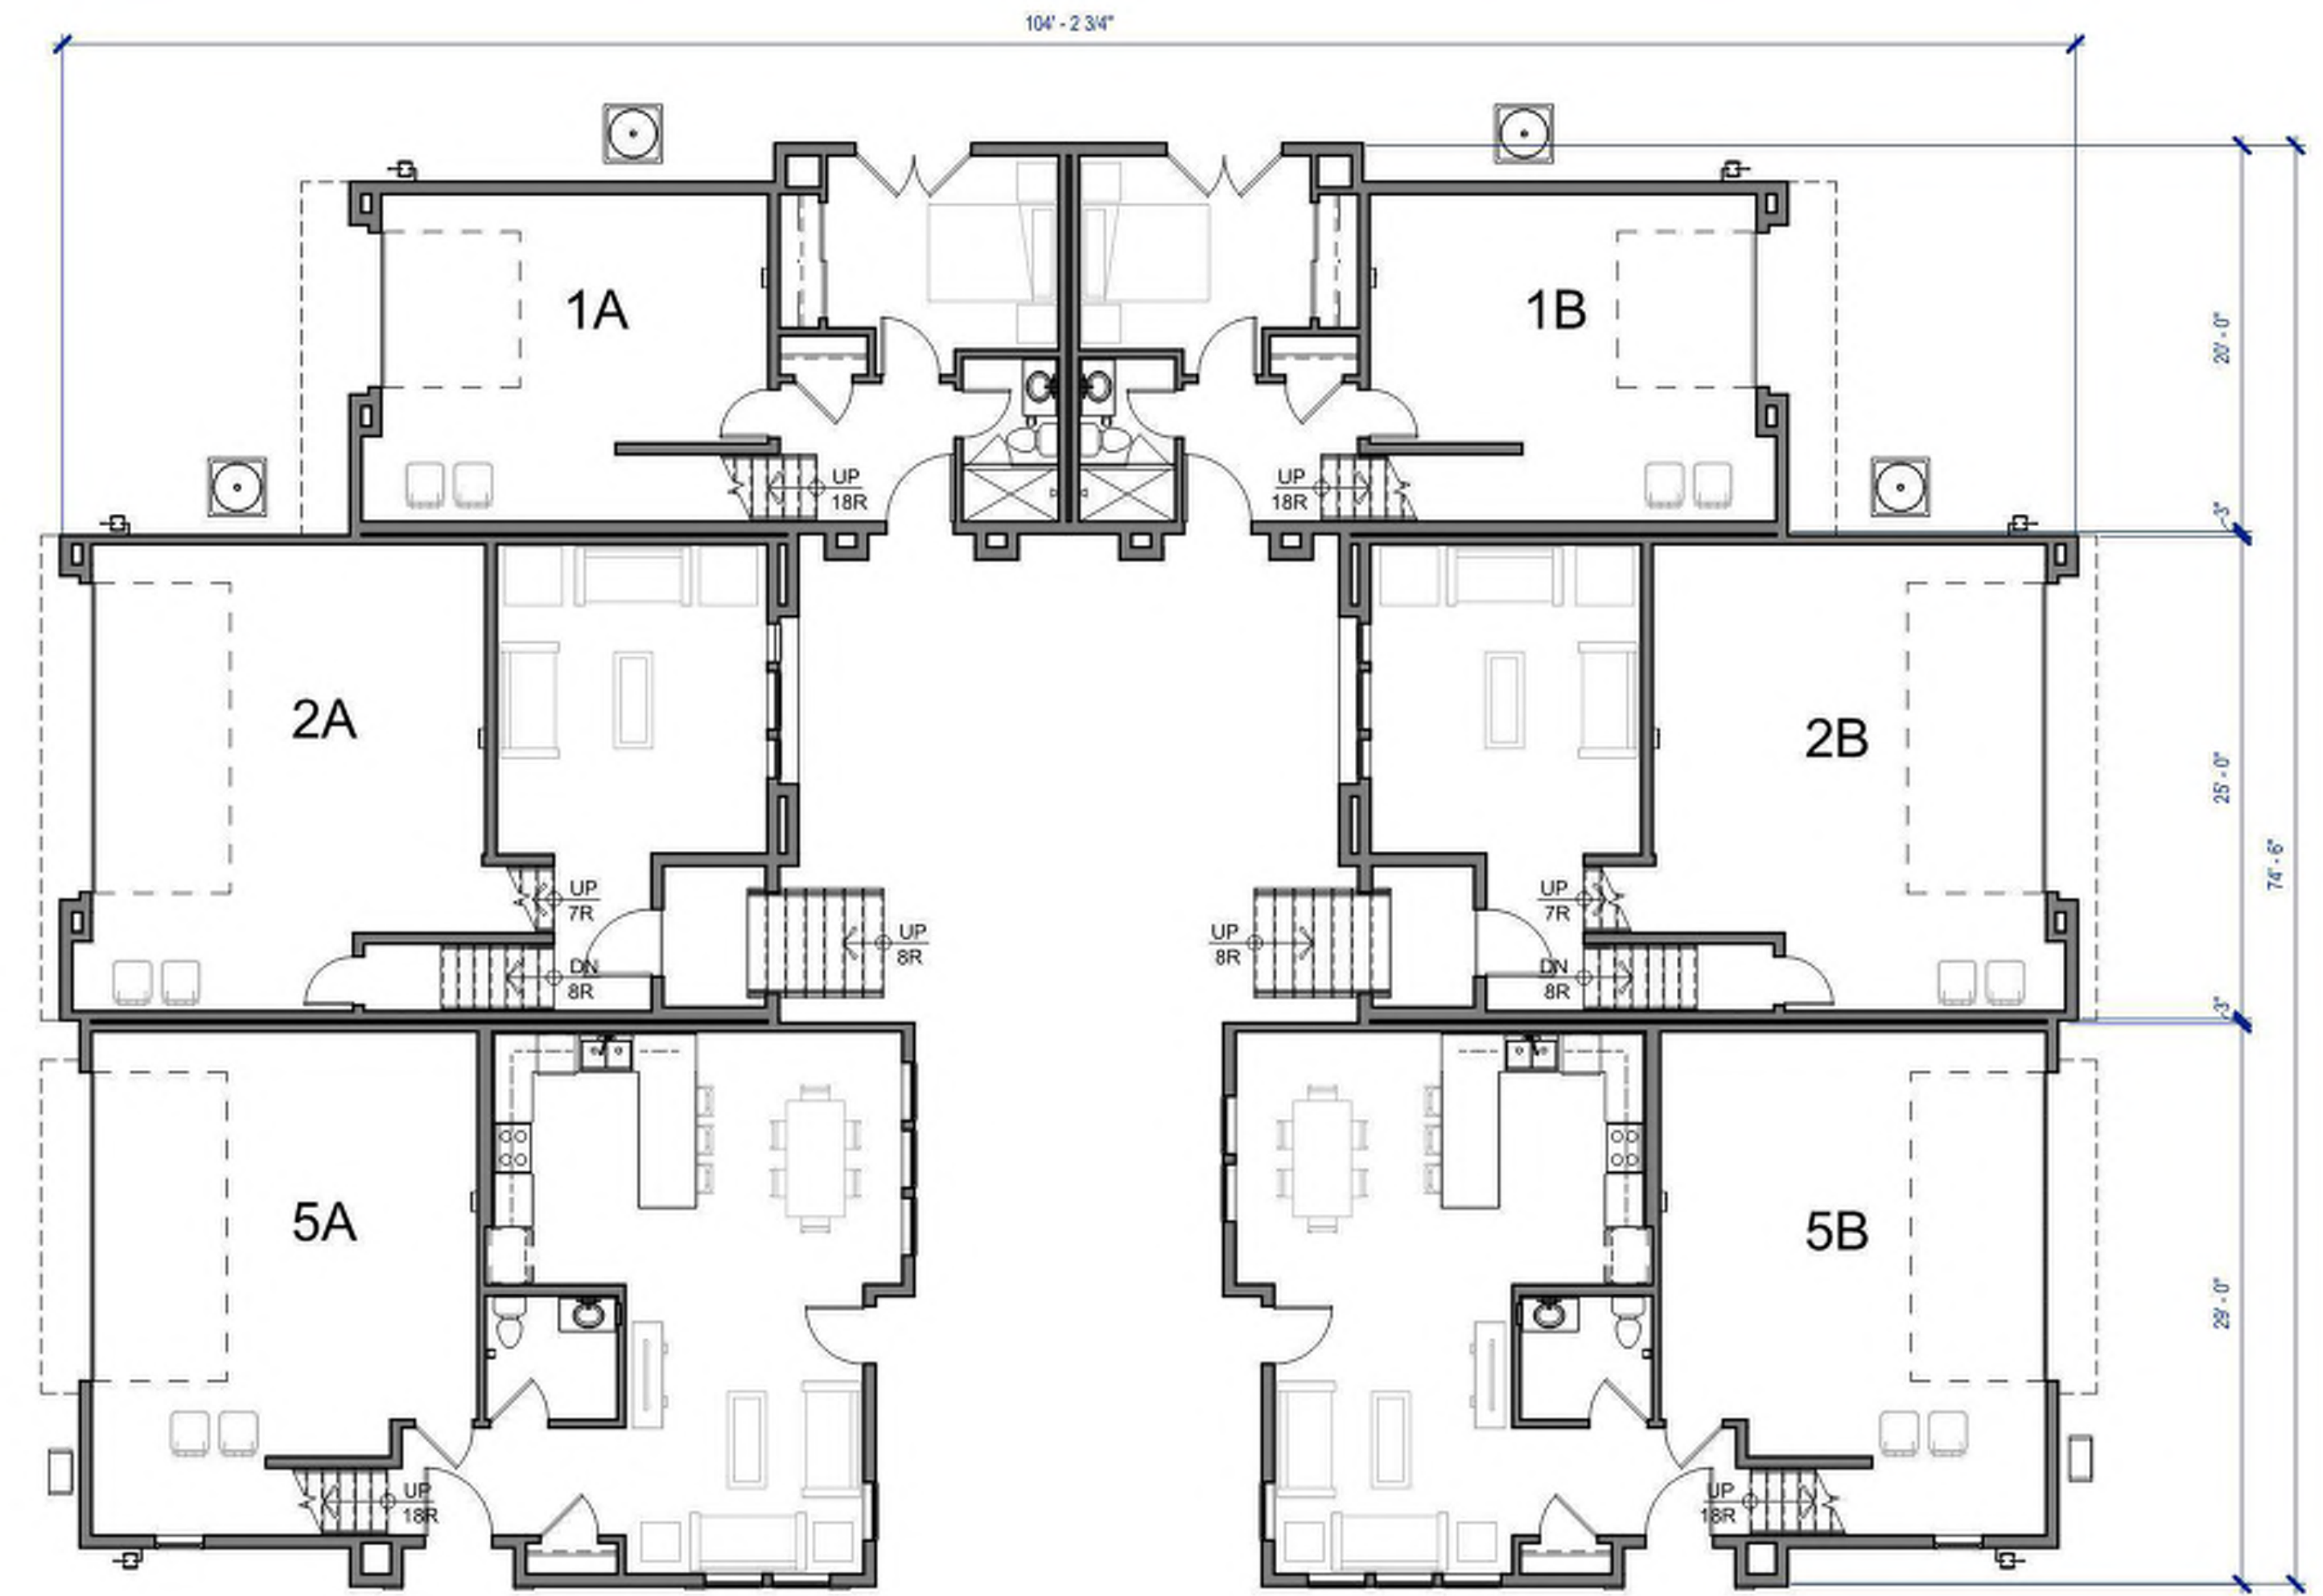 104' - 2 3/4"
1A
1B
20' - 0"
UP
18R
UP
18R
3"
2A
2B
25' - 0"
74' - 6"
UP
7R
UP
7R
UP
8R
UP
8R
DN
8R
DN
8R
3"
5A
5B
29' - 0"
UP
18R
UP
18R